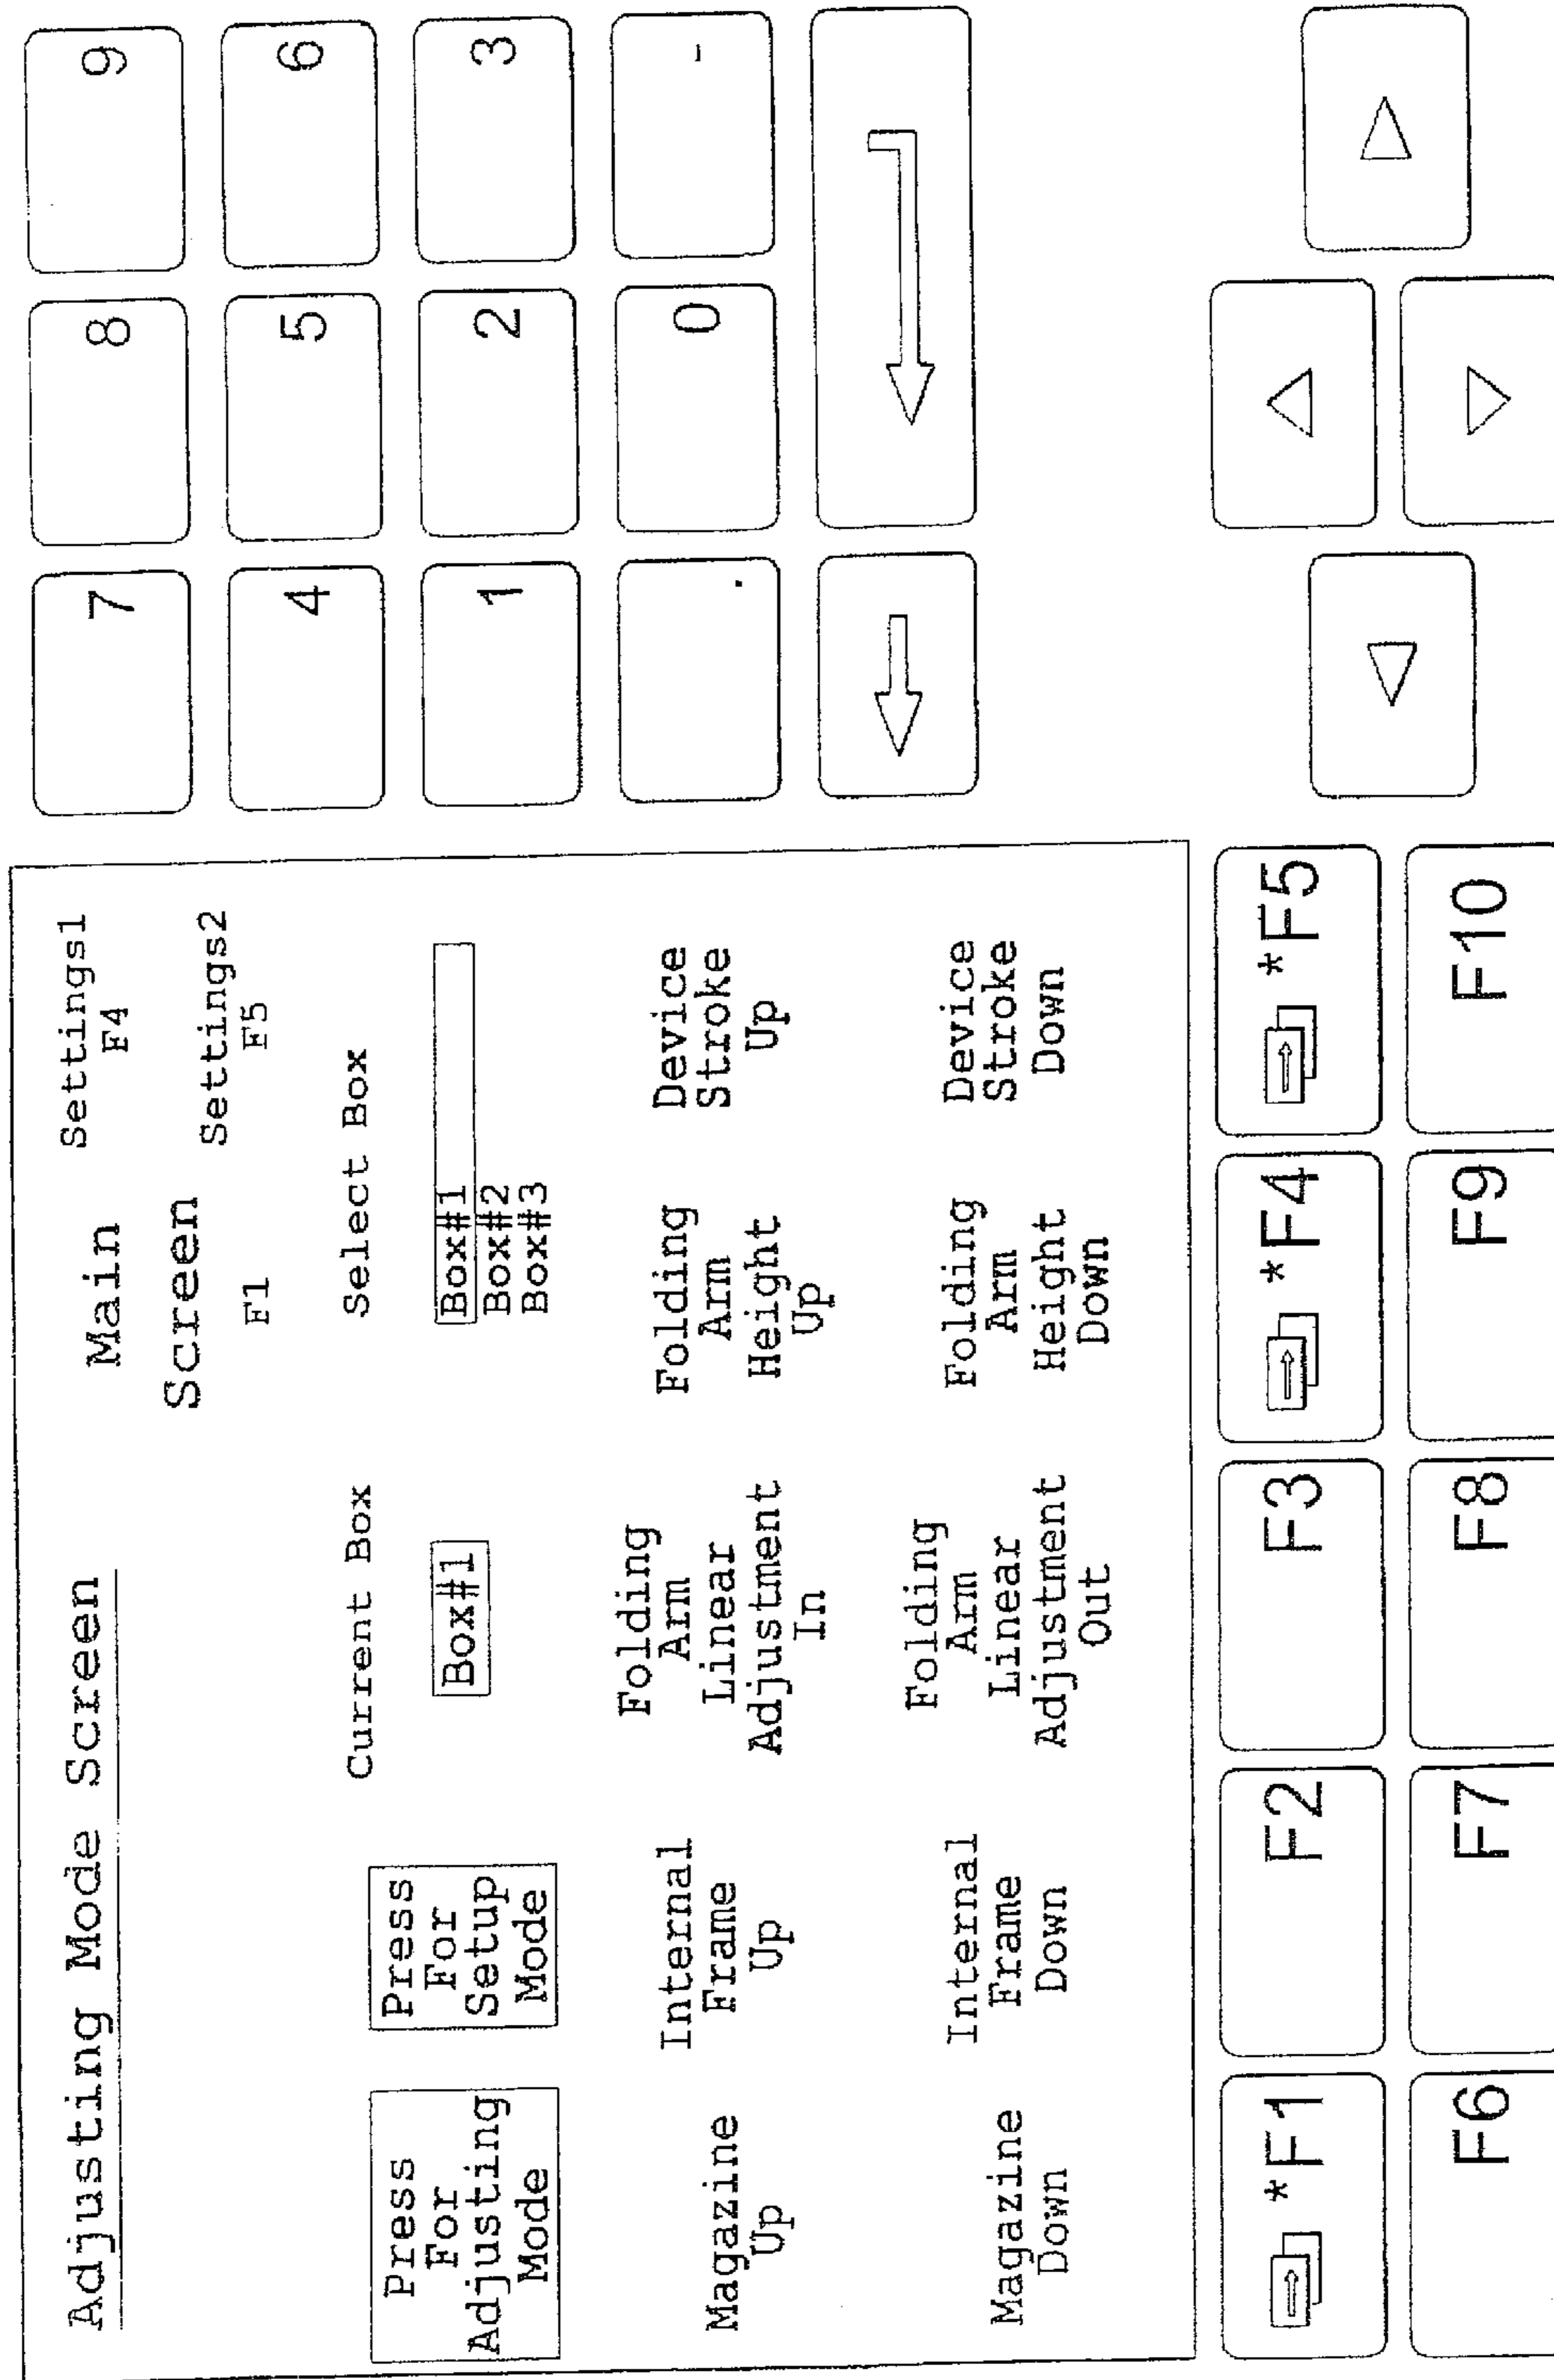 Adjusting Mode Screen
Main
Screen
F1
Settings1
F4
Settings2
F5
Press
For
Adjusting
Mode
Press
For
Setup
Mode
Current Box
Box#1
Select Box
Box#1
Box#2
Box#3
Magazine
Up
Internal
Frame
Up
Folding
Arm
Linear
Adjustment
In
Folding
Arm
Height
Up
Device
Stroke
Up
Magazine
Down
Internal
Frame
Down
Folding
Arm
Linear
Adjustment
Out
Folding
Arm
Height
Down
Device
Stroke
Down
7
8
9
4
5
6
1
2
3
.
0
-
*F1
F2
F3
*F4
*F5
F6
F7
F8
F9
F10